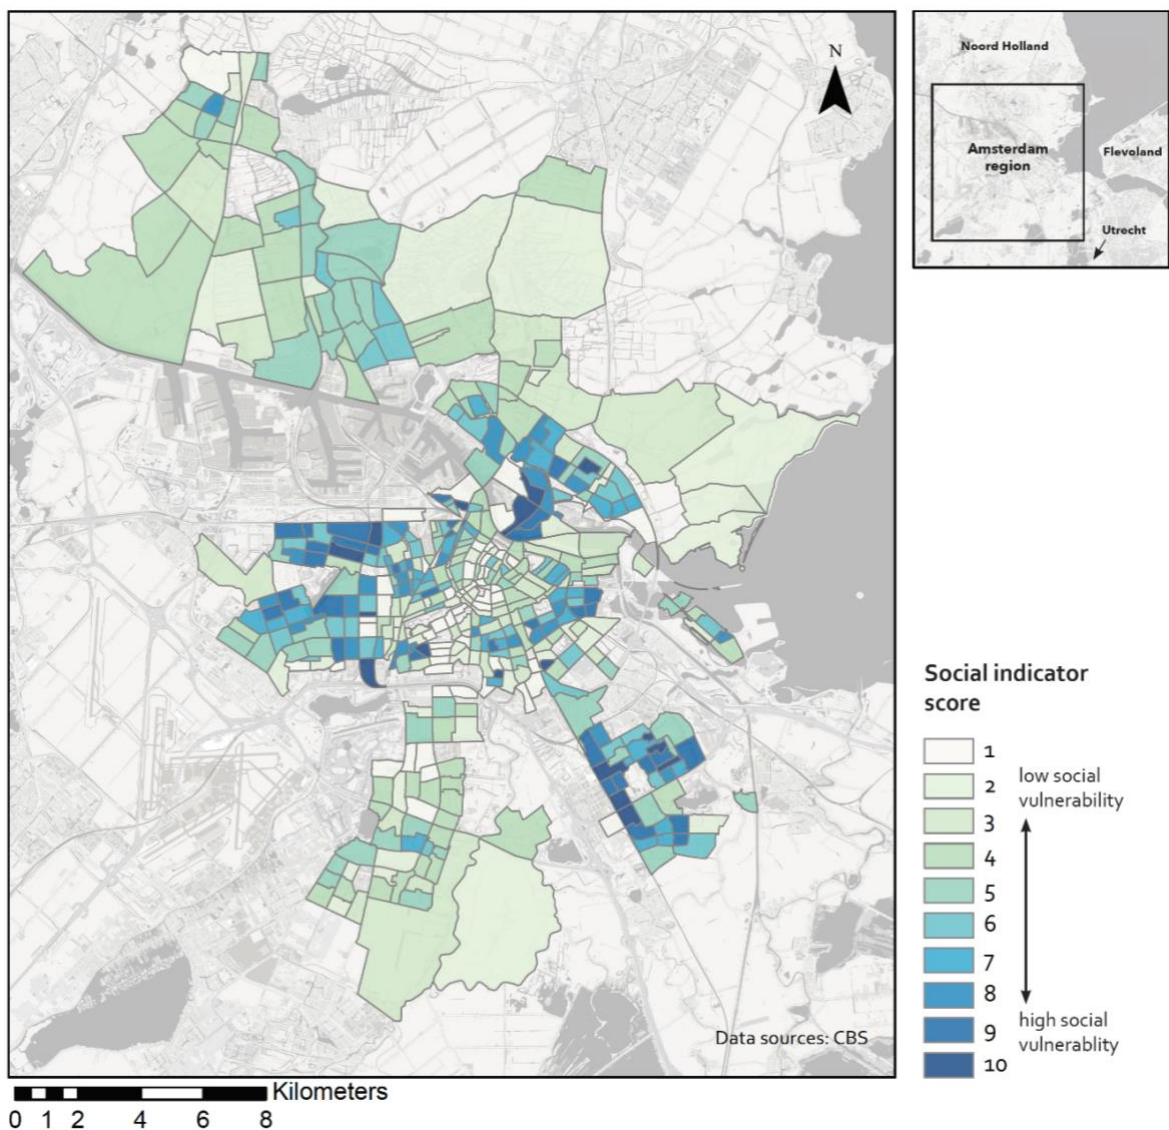 N
Noord Holland
Amsterdam
region
Flevoland
Utrecht
Social indicator
score
1
2
low social
vulnerability
3
4
5
6
7
8
9
high social
vulnerablity
10
Data sources: CBS
Kilometers
0 1 2 4 6 8